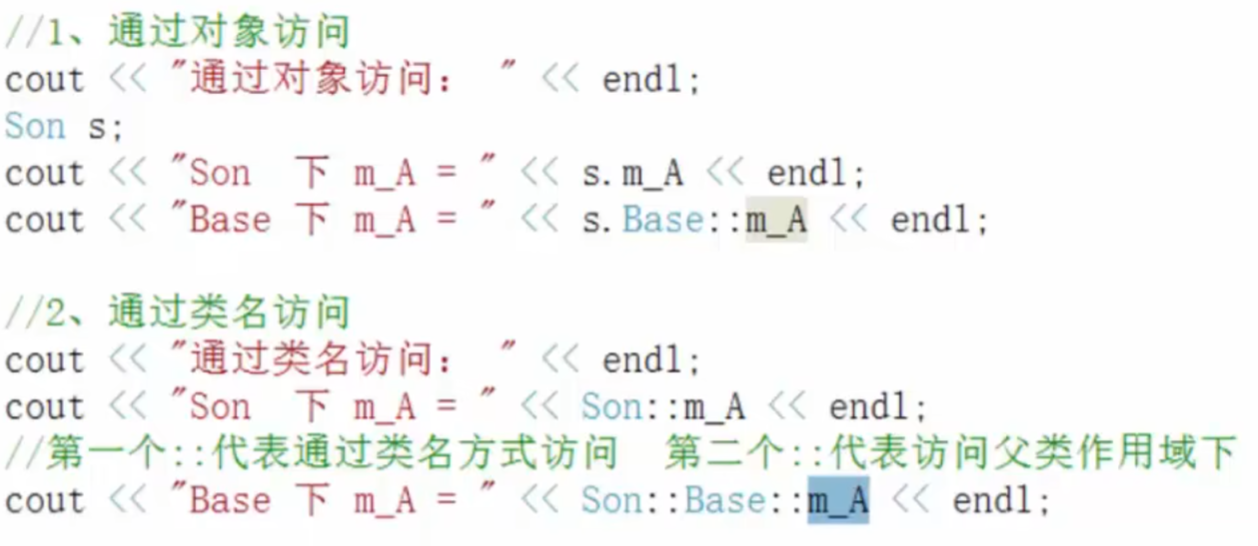 //1、通过对象访问
cout << "通过对象访问： " << endl;
Son s;
cout << "Son  下 m_A = " << s.m_A << endl;
cout << "Base 下 m_A = " << s.Base::m_A << endl;
//2、通过类名访问
cout << "通过类名访问： " << endl;
cout << "Son  下 m_A = " << Son::m_A << endl;
//第一个::代表通过类名方式访问  第二个::代表访问父类作用域下
cout << "Base 下 m_A = " << Son::Base::m_A << endl;